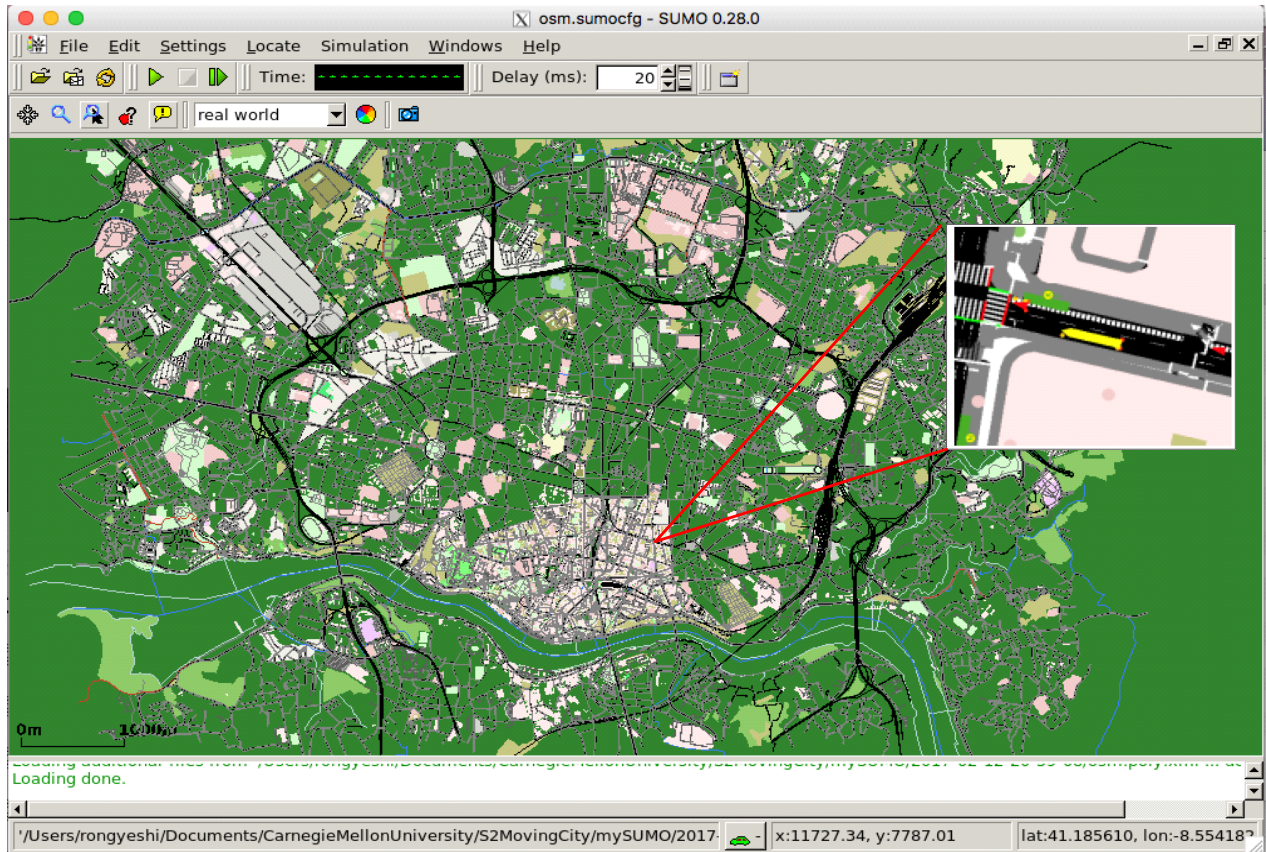 osm.sumocfg - SUMO 0.28.0
File Edit Settings Locate Simulation Windows Help
Time: Delay (ms): 20
real world
0m
Loading done.
'/Users/rongyeshi/Documents/CarnegieMellonUniversity/S2MovingCity/mySUMO/2017- x:11727.34, y:7787.01 lat:41.185610, lon:-8.554182